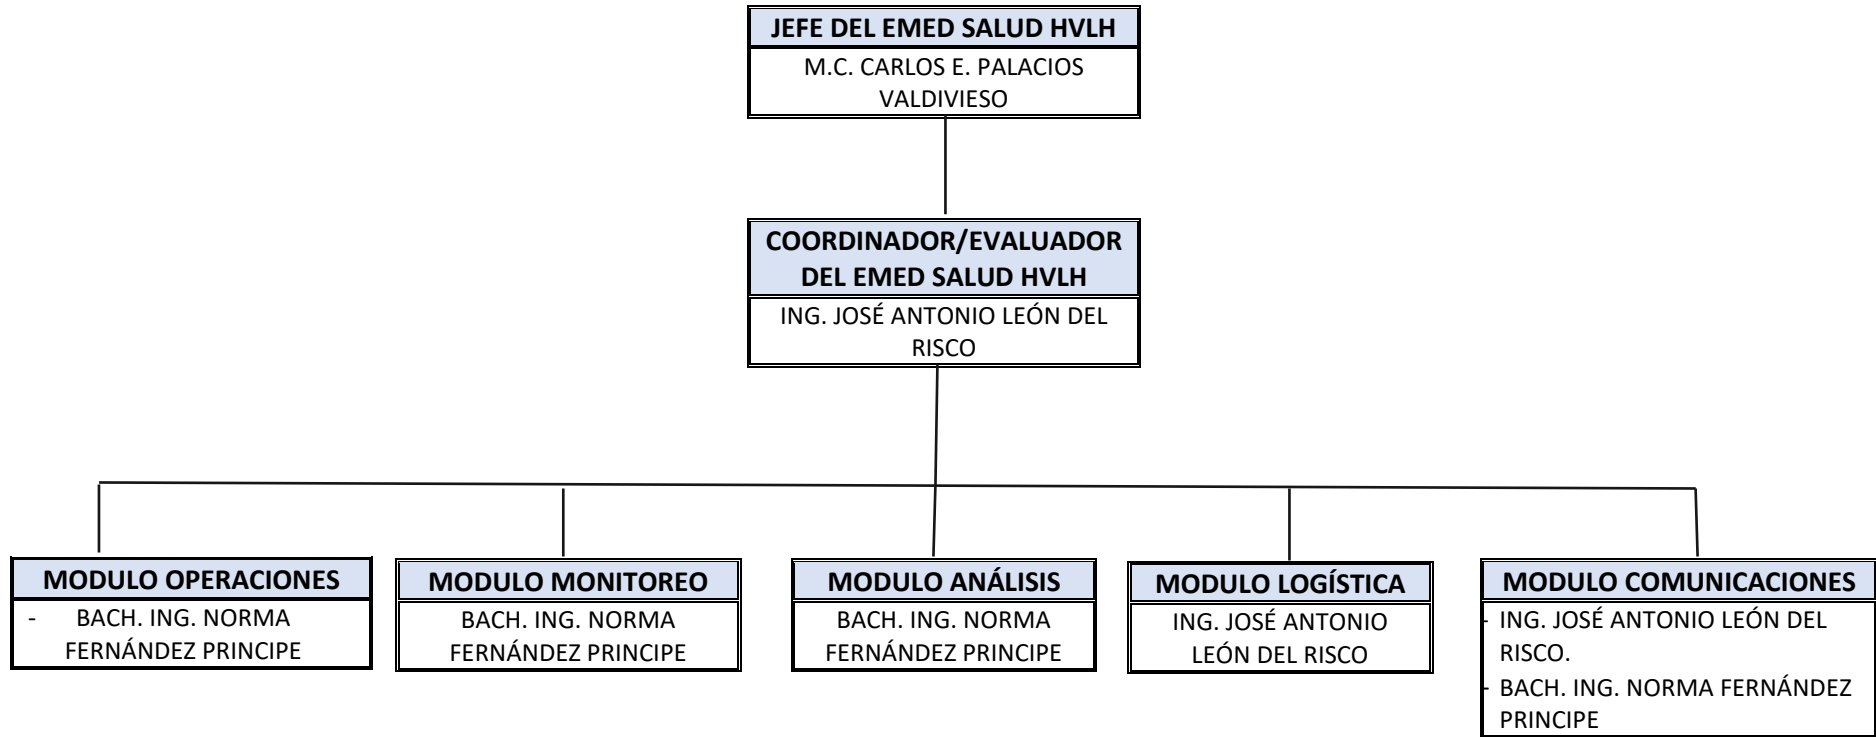 JEFE DEL EMED SALUD HVLH
M.C. CARLOS E. PALACIOS
VALDIVIESO
COORDINADOR/EVALUADOR
DEL EMED SALUD HVLH
ING. JOSÉ ANTONIO LEÓN DEL
RISCO
MODULO OPERACIONES
- BACH. ING. NORMA
FERNÁNDEZ PRINCIPE
MODULO MONITOREO
BACH. ING. NORMA
FERNÁNDEZ PRINCIPE
MODULO ANÁLISIS
BACH. ING. NORMA
FERNÁNDEZ PRINCIPE
MODULO LOGÍSTICA
ING. JOSÉ ANTONIO
LEÓN DEL RISCO
MODULO COMUNICACIONES
- ING. JOSÉ ANTONIO LEÓN DEL
RISCO.
- BACH. ING. NORMA FERNÁNDEZ
PRINCIPE